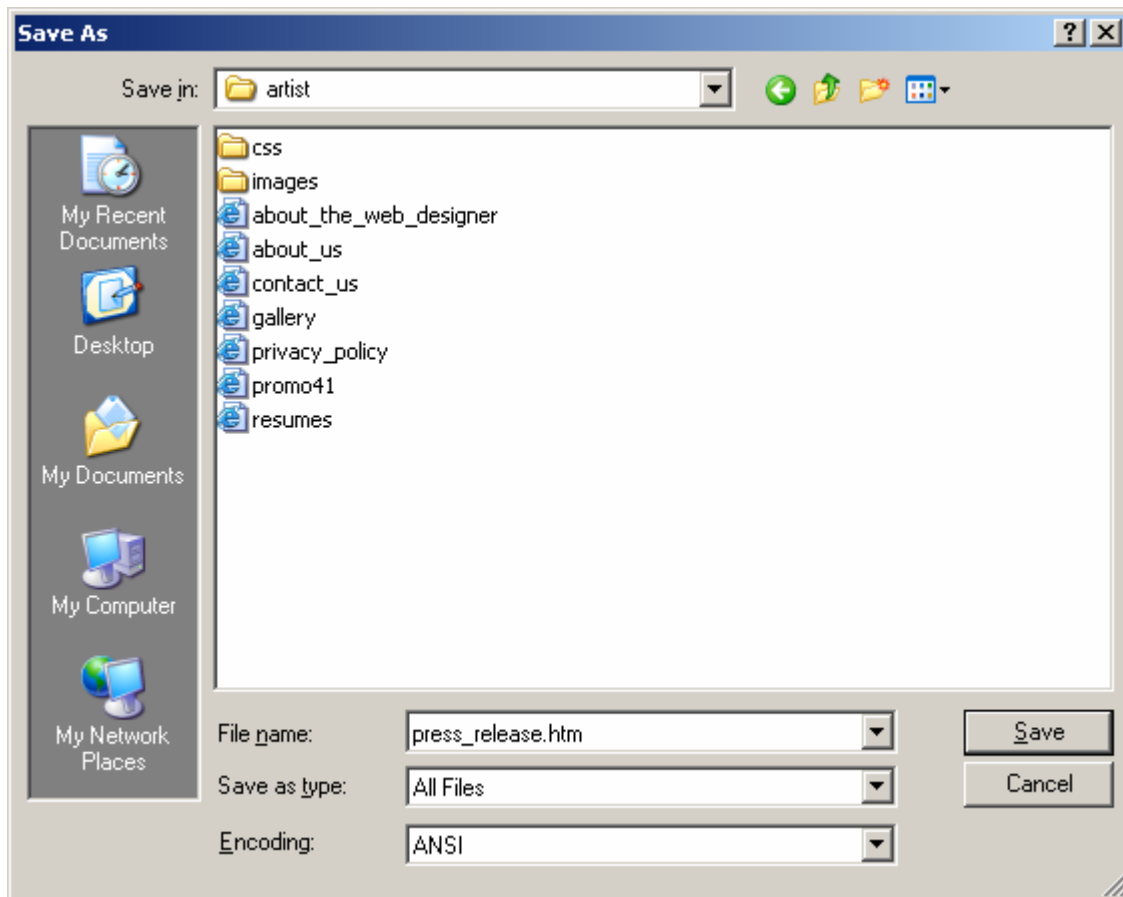 Save As
Save in:
artist
My Recent
Documents
Desktop
My Documents
My Computer
My Network
Places
css
images
about_the_web_designer
about_us
contact_us
gallery
privacy_policy
promo41
resumes
File name:
press_release.htm
Save
Save as type:
All Files
Cancel
Encoding:
ANSI